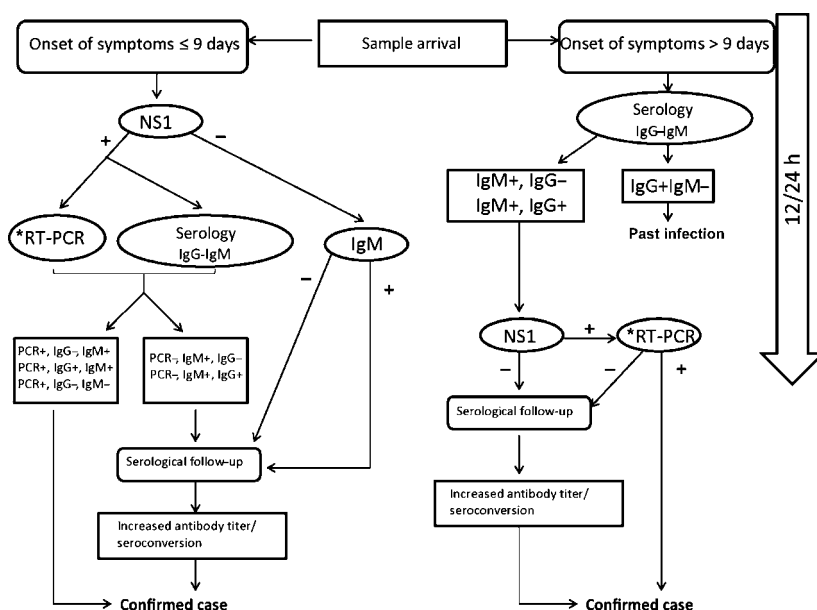 Sample arrival
Onset of symptoms ≤ 9 days
NS1
+
–
*RT-PCR
Serology
IgG-IgM
IgM
–
+
PCR+, IgG–, IgM+
PCR+, IgG+, IgM+
PCR+, IgG–, IgM–
PCR–, IgM+, IgG–
PCR–, IgM+, IgG+
Serological follow-up
Increased antibody titer/
seroconversion
Confirmed case
Onset of symptoms > 9 days
Serology
IgG-IgM
IgM+, IgG–
IgM+, IgG+
IgG+IgM–
Past infection
NS1
+
*RT-PCR
–
–
+
Serological follow-up
Increased antibody titer/
seroconversion
Confirmed case
12/24 h